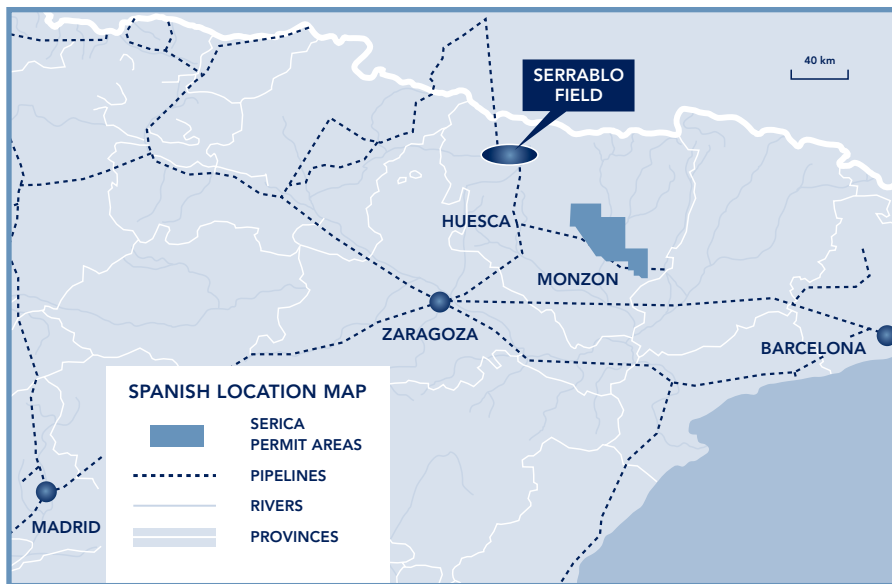 40 km
SERRABLO
FIELD
HUESCA
MONZON
ZARAGOZA
BARCELONA
SPANISH LOCATION MAP
SERICA
PERMIT AREAS
PIPELINES
RIVERS
PROVINCES
MADRID